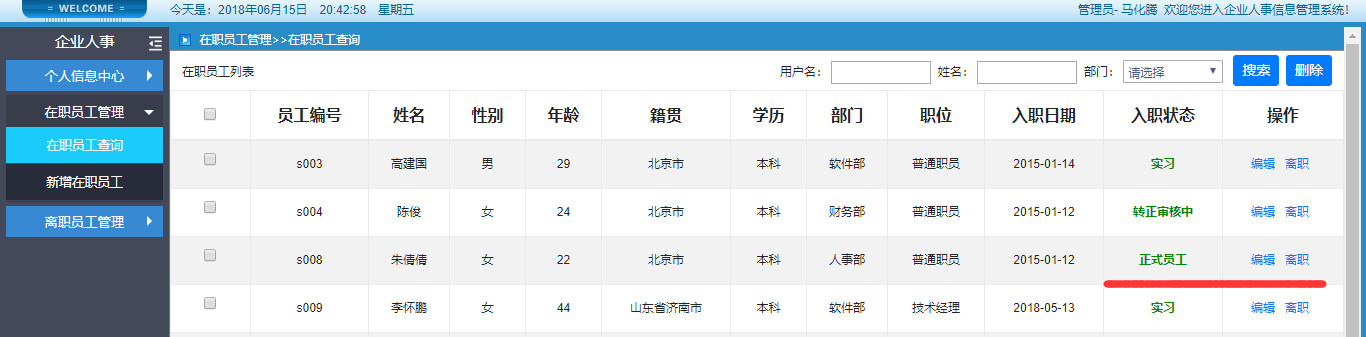 = WELCOME =
今天是：2018年06月15日 20:42:58 星期五
管理员- 马化腾 欢迎您进入企业人事信息管理系统!
企业人事
个人信息中心
在职员工管理
在职员工查询
新增在职员工
离职员工管理
在职员工管理>>在职员工查询
在职员工列表 用户名： 姓名： 部门： 请选择 搜索 删除
员工编号 姓名 性别 年龄 籍贯 学历 部门 职位 入职日期 入职状态 操作
s003 高建国 男 29 北京市 本科 软件部 普通职员 2015-01-14 实习 编辑 离职
s004 陈俊 女 24 北京市 本科 财务部 普通职员 2015-01-12 转正审核中 编辑 离职
s008 朱倩倩 女 22 北京市 本科 人事部 普通职员 2015-01-12 正式员工 编辑 离职
s009 李怀鹏 女 44 山东省济南市 本科 软件部 技术经理 2018-05-13 实习 编辑 离职